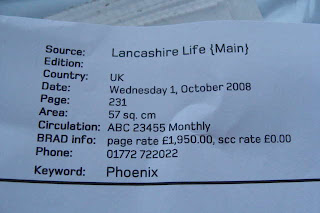 Source: Lancashire Life {Main}
Edition:
Country: UK
Date: Wednesday 1, October 2008
Page: 231
Area: 57 sq. cm
Circulation: ABC 23455 Monthly
BRAD info: page rate £1,950.00, scc rate £0.00
Phone: 01772 722022
Keyword: Phoenix